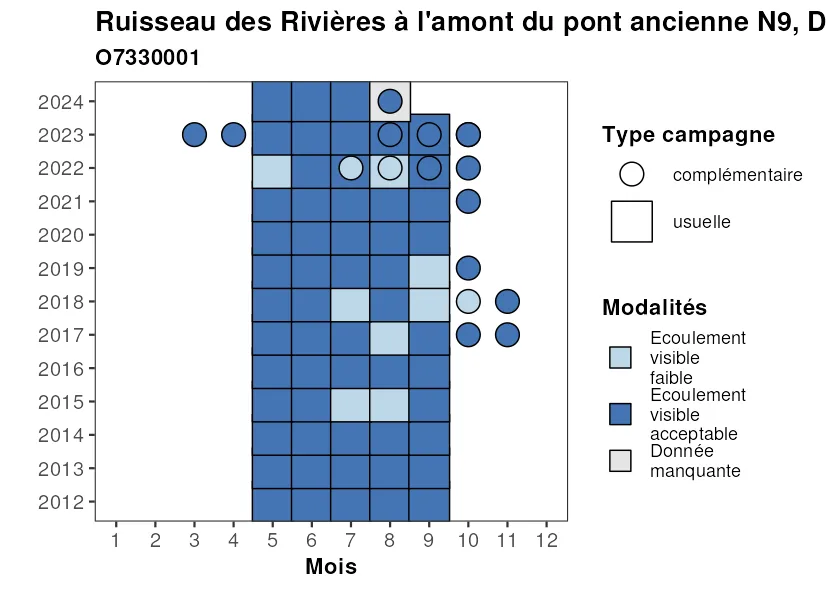 Ruisseau des Rivières à l'amont du pont ancienne N9, D
O7330001
2024
2023
2022
2021
2020
2019
2018
2017
2016
2015
2014
2013
2012
1 2 3 4 5 6 7 8 9 10 11 12
Mois
Type campagne
complémentaire
usuelle
Modalités
Ecoulement
visible
faible
Ecoulement
visible
acceptable
Donnée
manquante